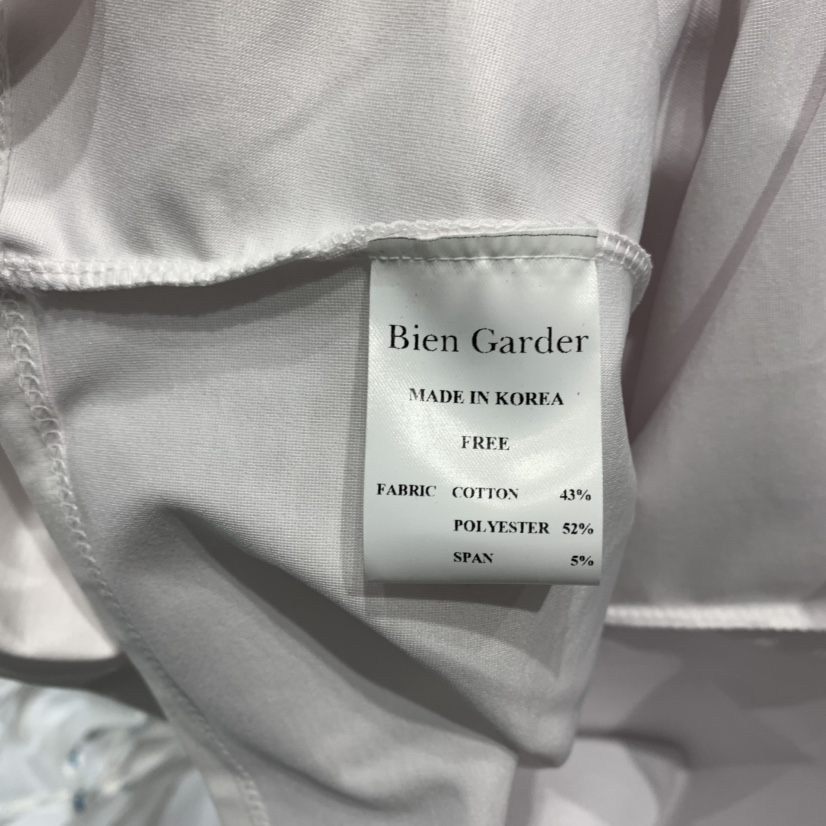 Bien Garder
MADE IN KOREA
FREE
FABRIC COTTON 43%
POLYESTER 52%
SPAN 5%